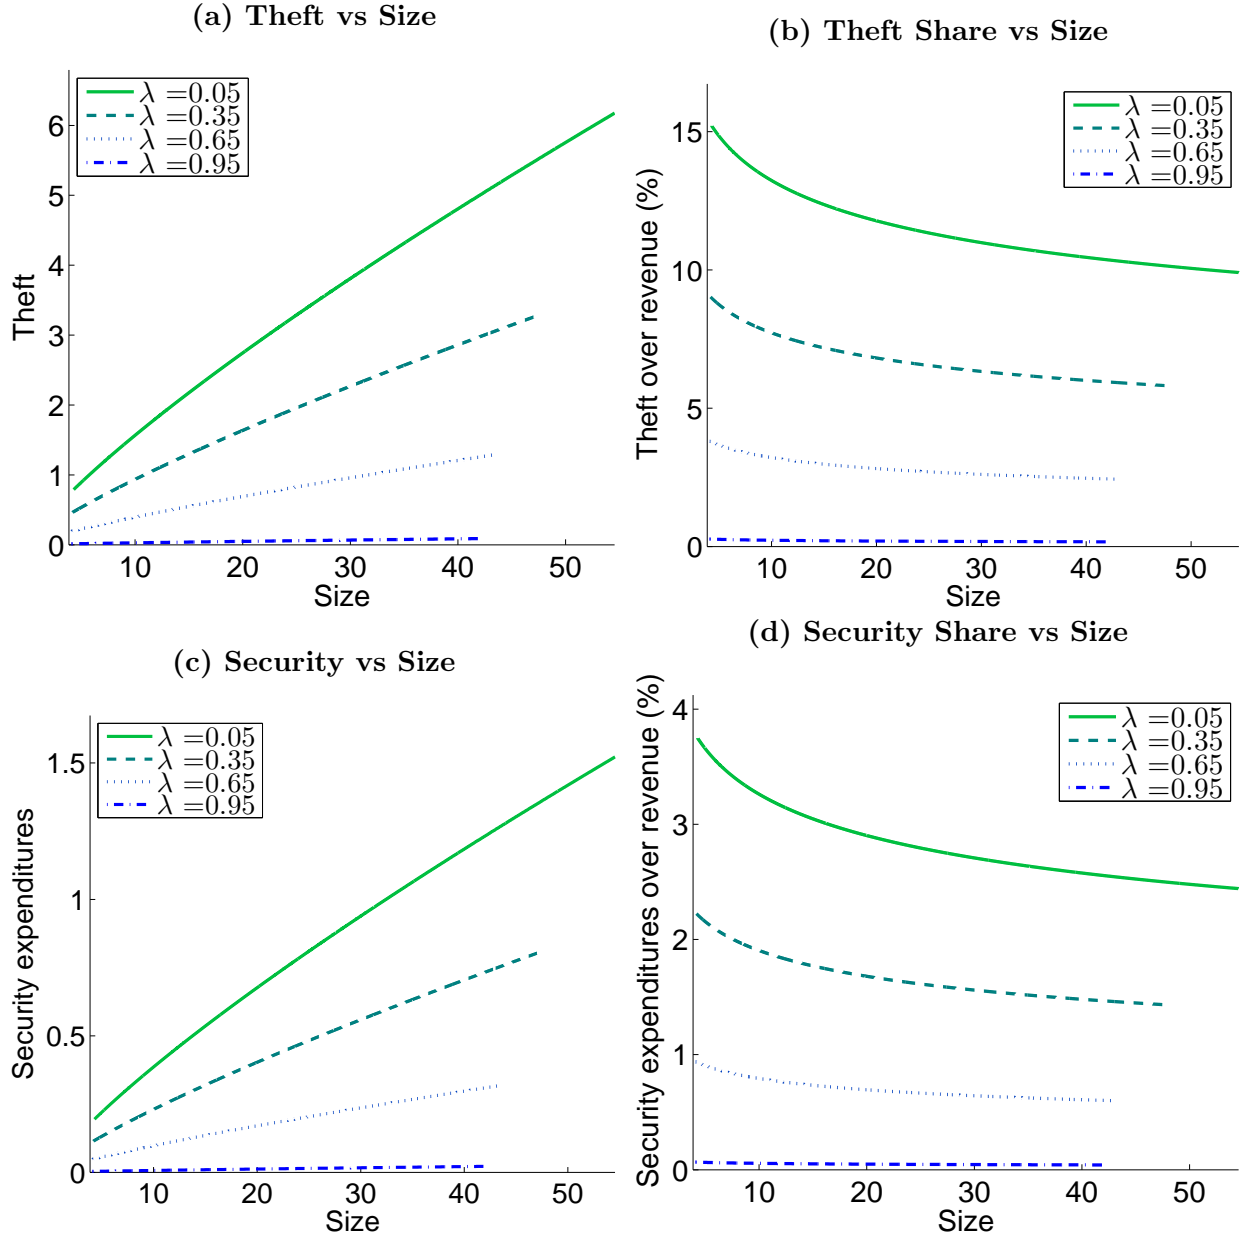 (a) Theft vs Size
λ =0.05
λ =0.35
λ =0.65
λ =0.95
6
5
4
3
2
1
0
10 20 30 40 50
Theft
Size
(b) Theft Share vs Size
λ =0.05
λ =0.35
λ =0.65
λ =0.95
15
10
5
0
10 20 30 40 50
Theft over revenue (%)
Size
(c) Security vs Size
λ =0.05
λ =0.35
λ =0.65
λ =0.95
1.5
1
0.5
0
10 20 30 40 50
Security expenditures
Size
(d) Security Share vs Size
λ =0.05
λ =0.35
λ =0.65
λ =0.95
4
3
2
1
0
10 20 30 40 50
Security expenditures over revenue (%)
Size